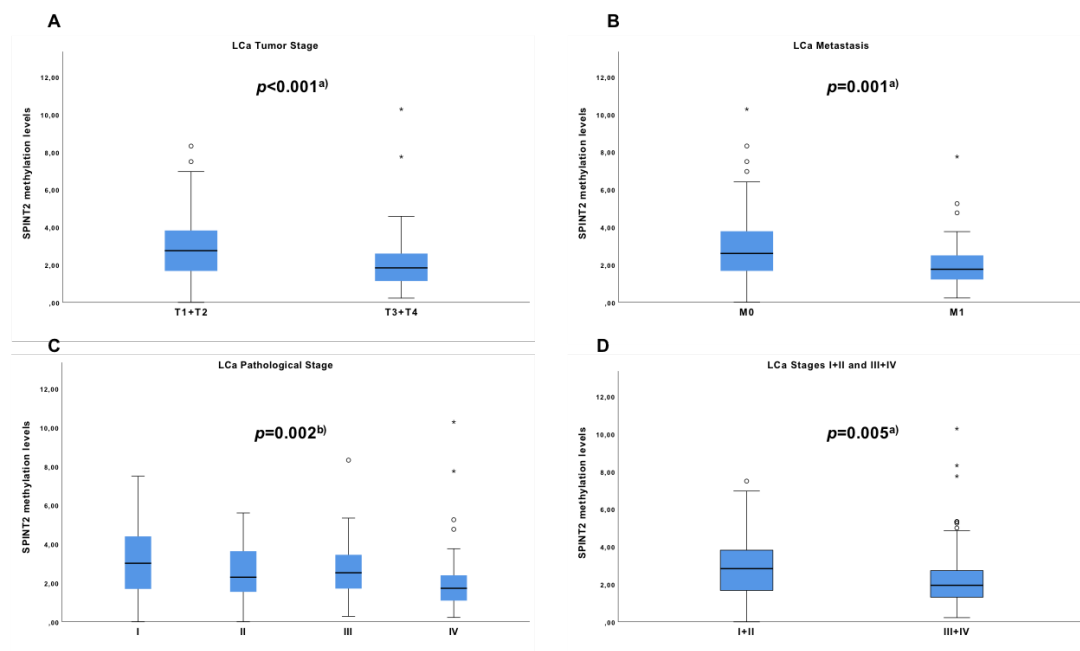 A
LCa Tumor Stage
p<0.001a)
SPINT2 methylation levels
12,00
10,00
8,00
6,00
4,00
2,00
,00
T1+T2
T3+T4
B
LCa Metastasis
p=0.001a)
SPINT2 methylation levels
12,00
10,00
8,00
6,00
4,00
2,00
,00
M0
M1
C
LCa Pathological Stage
p=0.002b)
SPINT2 methylation levels
12,00
10,00
8,00
6,00
4,00
2,00
,00
I
II
III
IV
D
LCa Stages I+II and III+IV
p=0.005a)
SPINT2 methylation levels
12,00
10,00
8,00
6,00
4,00
2,00
,00
I+II
III+IV